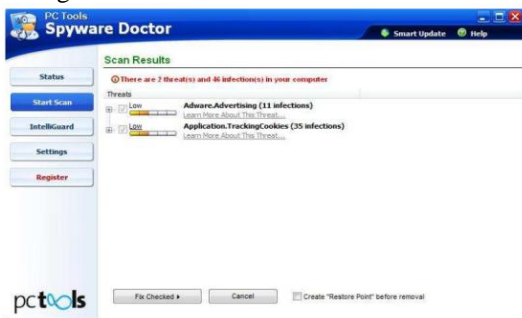 PC Tools
Spyware Doctor
Smart Update
Help
Scan Results
Status
There are 2 threat(s) and 46 infection(s) in your computer
Threats
Start Scan
Low
Adware.Advertising (11 infections)
Learn More About This Threat...
IntelliGuard
Low
Application.TrackingCookies (35 infections)
Learn More About This Threat...
Settings
Register
pctools
Fix Checked
Cancel
Create "Restore Point" before removal